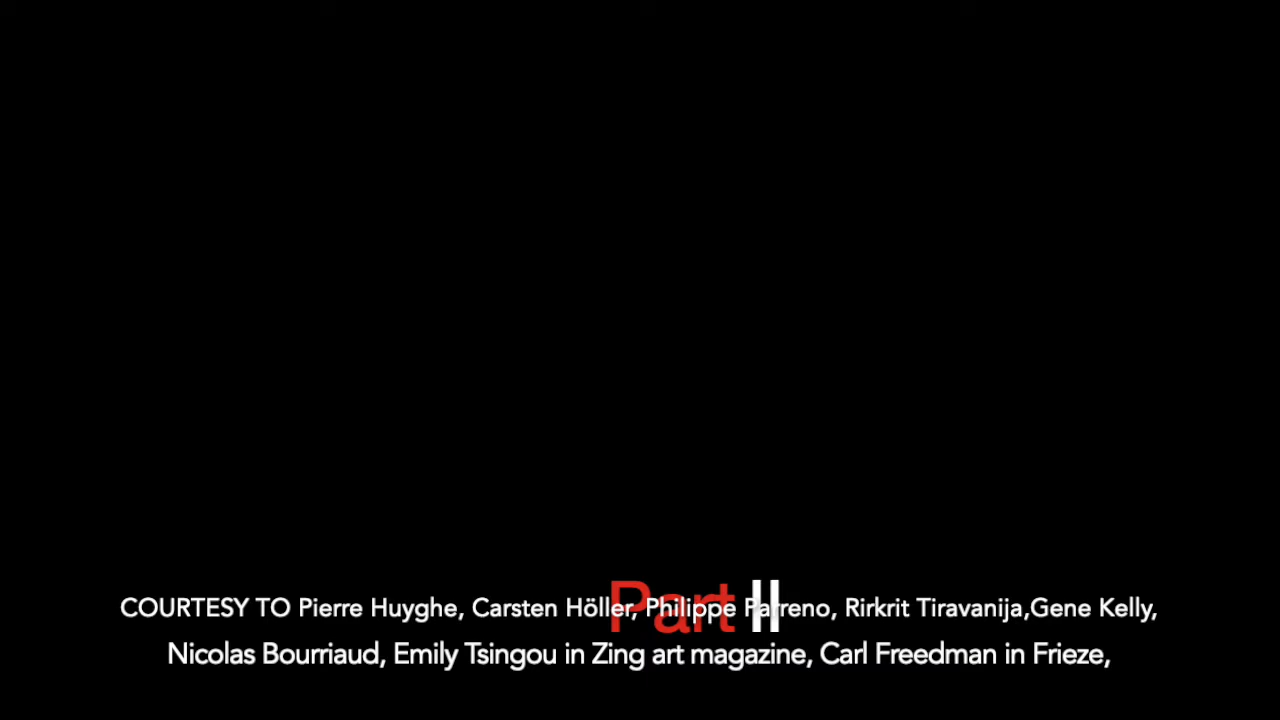 Part II
COURTESY TO Pierre Huyghe, Carsten Höller, Philippe Parreno, Rirkrit Tiravanija,Gene Kelly,
Nicolas Bourriaud, Emily Tsingou in Zing art magazine, Carl Freedman in Frieze,